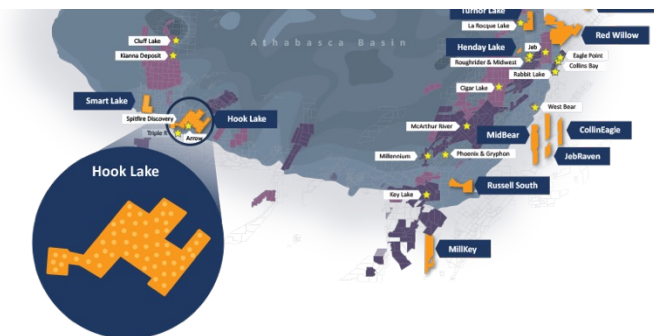 Turnor Lake
La Rocque Lake
Red Willow
Cluff Lake
Athabasca Basin
Kianna Deposit
Henday Lake
Jeb
Eagle Point
Roughrider & Midwest
Collins Bay
Rabbit Lake
Smart Lake
Cigar Lake
Spitfire Discovery
Hook Lake
West Bear
McArthur River
CollinEagle
Triple R
Arrow
MidBear
JebRaven
Millennium
Phoenix & Gryphon
Hook Lake
Russell South
Key Lake
MillKey